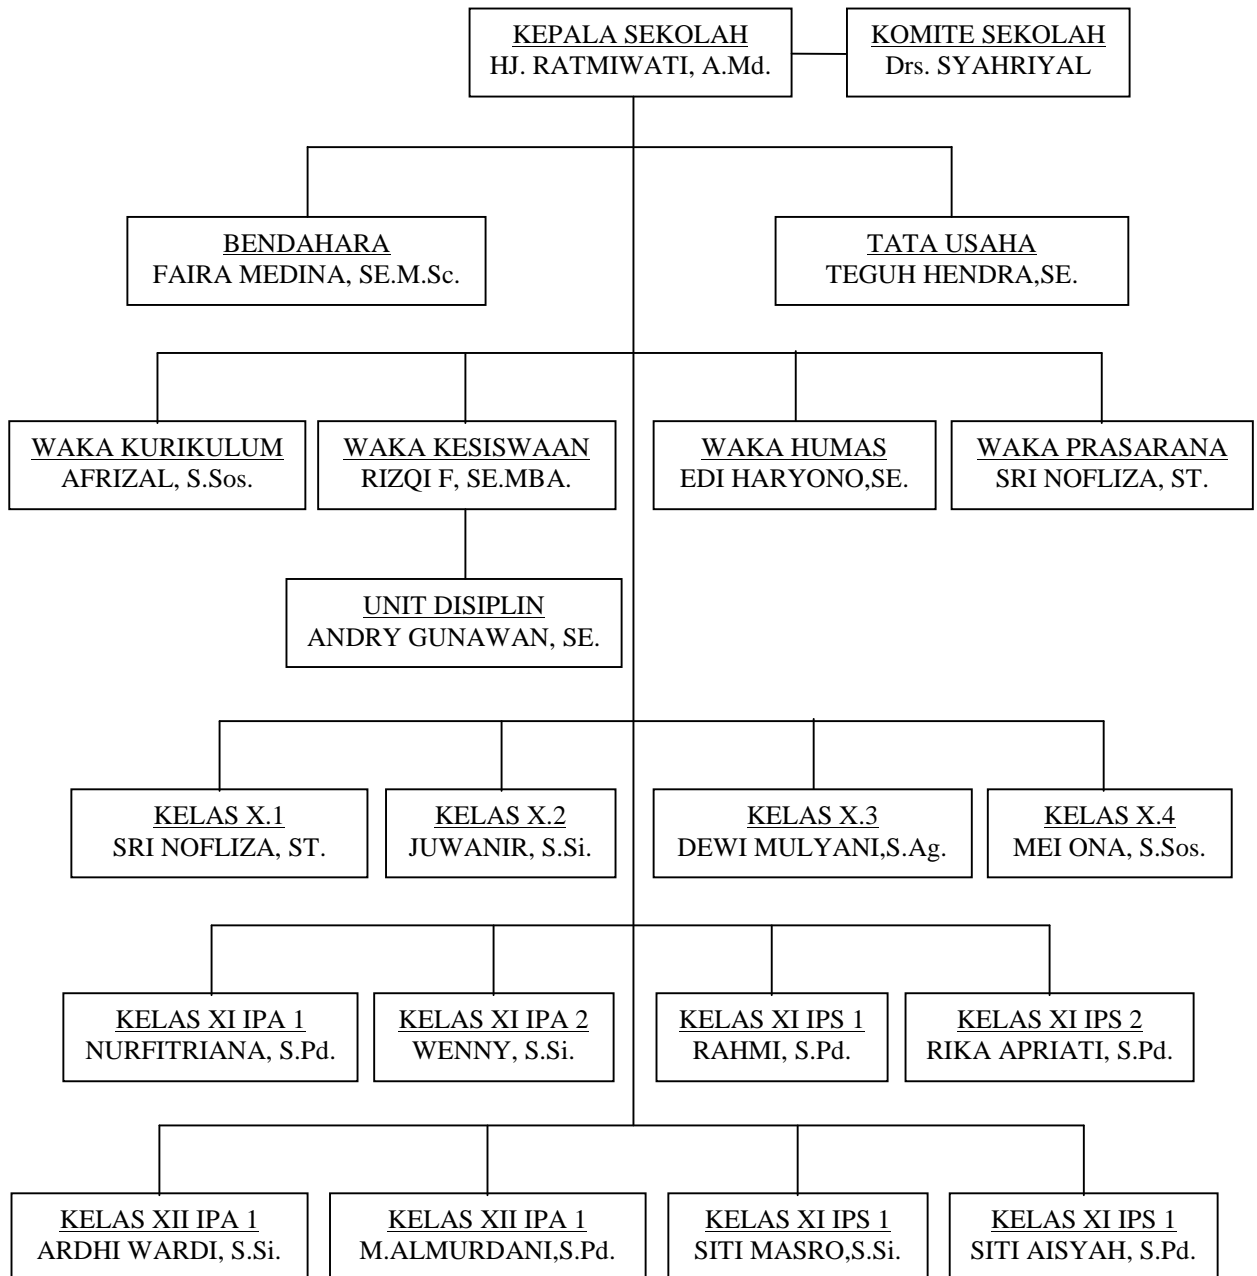 KEPALA SEKOLAH
HJ. RATMIWATI, A.Md.
KOMITE SEKOLAH
Drs. SYAHRIYAL
BENDAHARA
FAIRA MEDINA, SE.M.Sc.
TATA USAHA
TEGUH HENDRA,SE.
WAKA KURIKULUM
AFRIZAL, S.Sos.
WAKA KESISWAAN
RIZQI F, SE.MBA.
WAKA HUMAS
EDI HARYONO,SE.
WAKA PRASARANA
SRI NOFLIZA, ST.
UNIT DISIPLIN
ANDRY GUNAWAN, SE.
KELAS X.1
SRI NOFLIZA, ST.
KELAS X.2
JUWANIR, S.Si.
KELAS X.3
DEWI MULYANI,S.Ag.
KELAS X.4
MEI ONA, S.Sos.
KELAS XI IPA 1
NURFITRIANA, S.Pd.
KELAS XI IPA 2
WENNY, S.Si.
KELAS XI IPS 1
RAHMI, S.Pd.
KELAS XI IPS 2
RIKA APRIATI, S.Pd.
KELAS XII IPA 1
ARDHI WARDI, S.Si.
KELAS XII IPA 1
M.ALMURDANI,S.Pd.
KELAS XI IPS 1
SITI MASRO,S.Si.
KELAS XI IPS 1
SITI AISYAH, S.Pd.